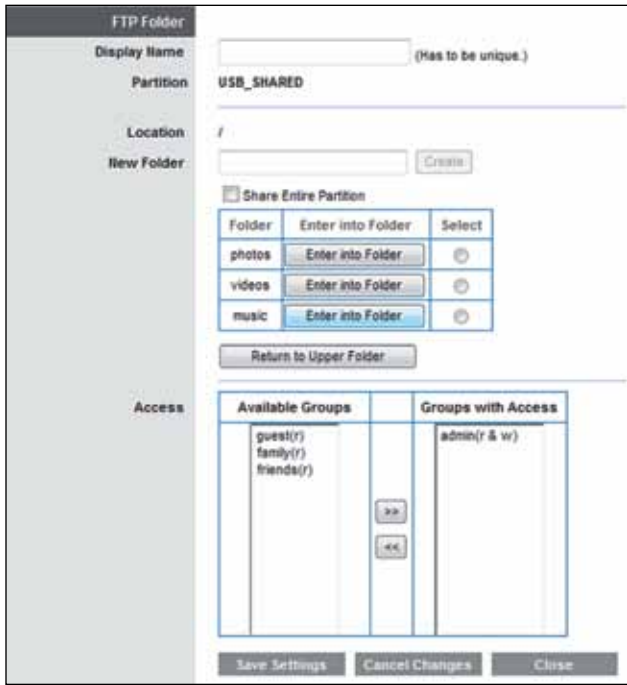 FTP Folder
Display Name (Has to be unique.)
Partition USB_SHARED
Location /
New Folder Create
Share Entire Partition
Folder Enter into Folder Select
photos Enter into Folder
videos Enter into Folder
music Enter into Folder
Return to Upper Folder
Access Available Groups Groups with Access
guest(r) admin(r & w)
family(r)
friends(r)
>>
<<
Save Settings Cancel Changes Close